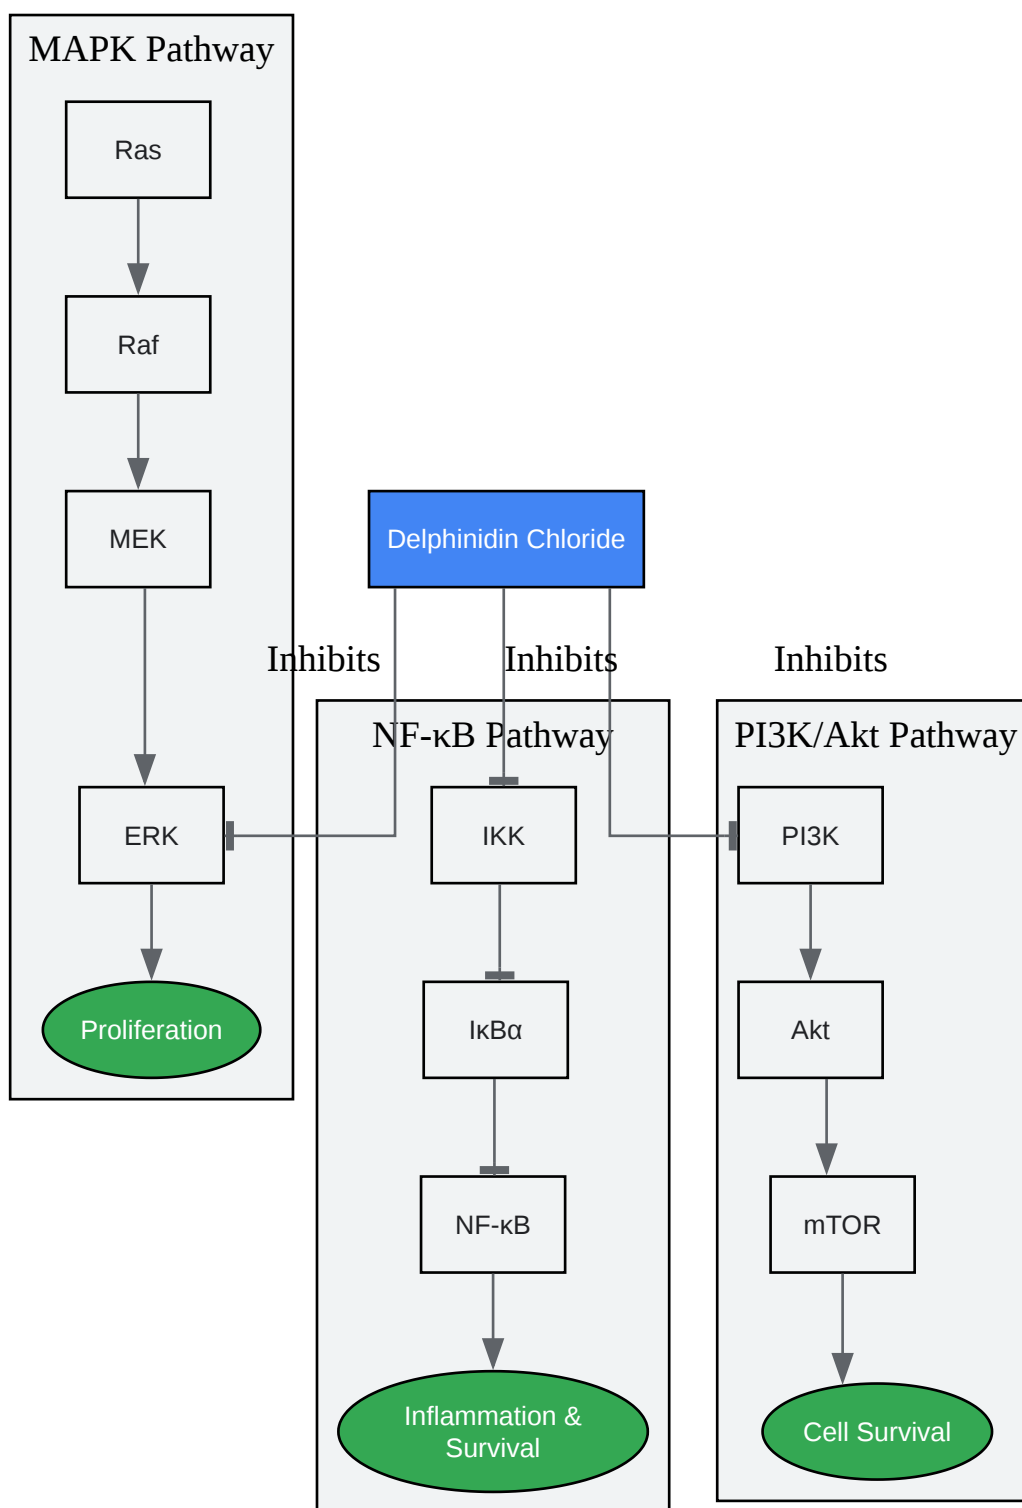 MAPK Pathway
Ras
Raf
MEK
Delphinidin Chloride
Inhibits
Inhibits
Inhibits
NF-κB Pathway
PI3K/Akt Pathway
ERK
IKK
PI3K
Proliferation
IκBα
Akt
NF-κB
mTOR
Inflammation &
Survival
Cell Survival